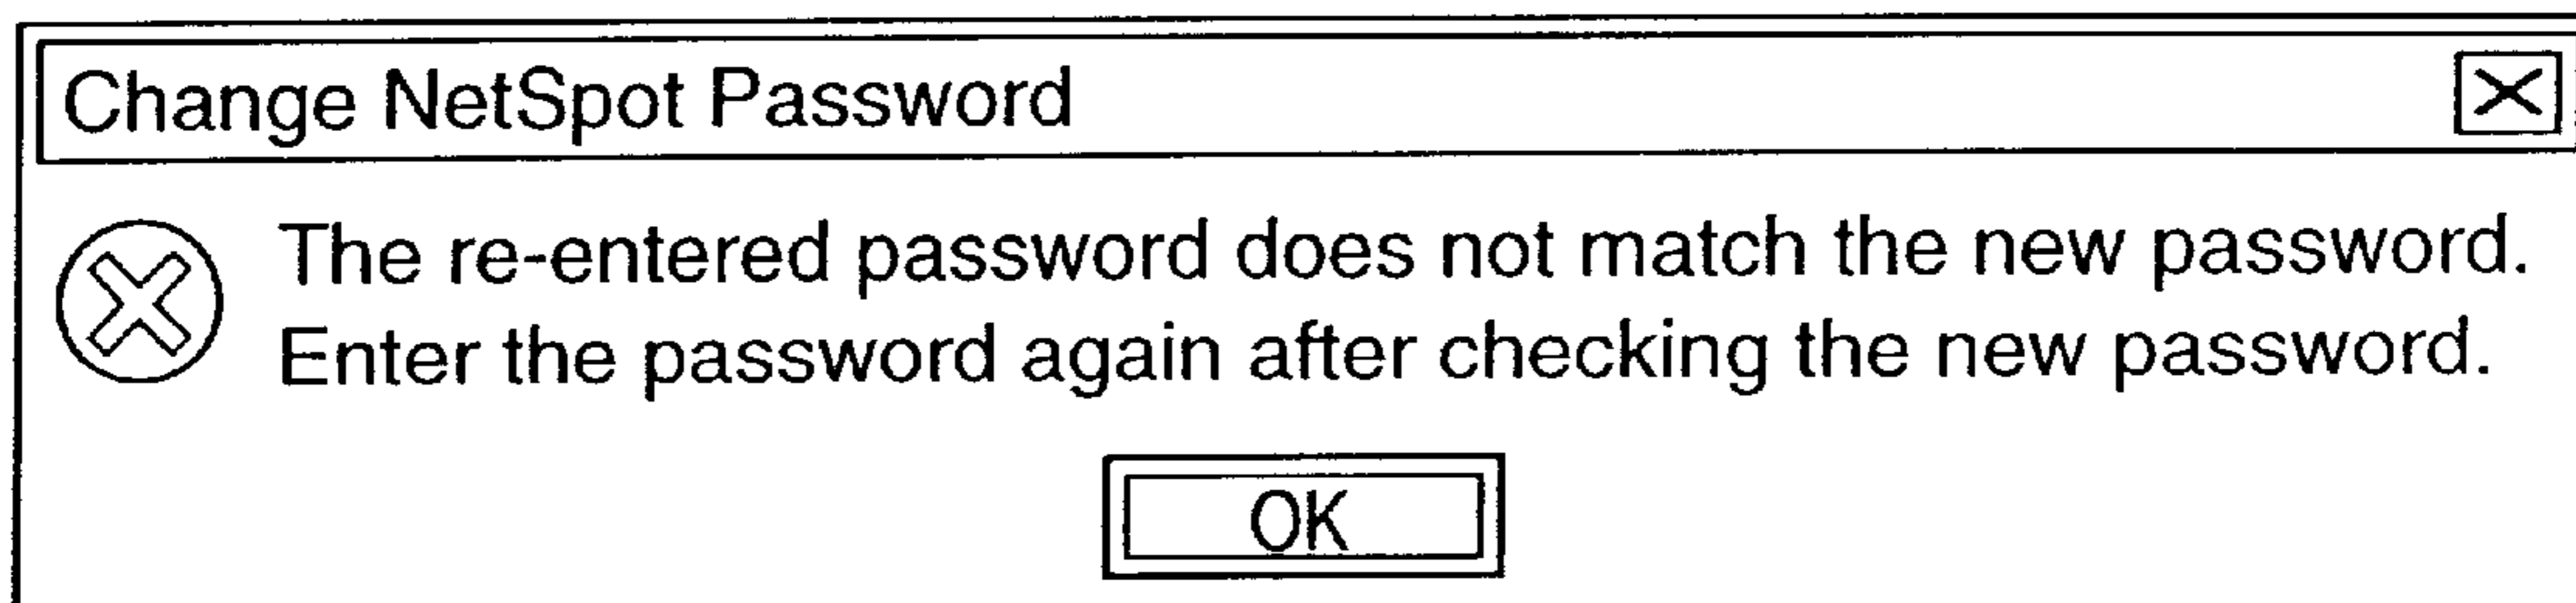 Change NetSpot Password
The re-entered password does not match the new password.
Enter the password again after checking the new password.
OK